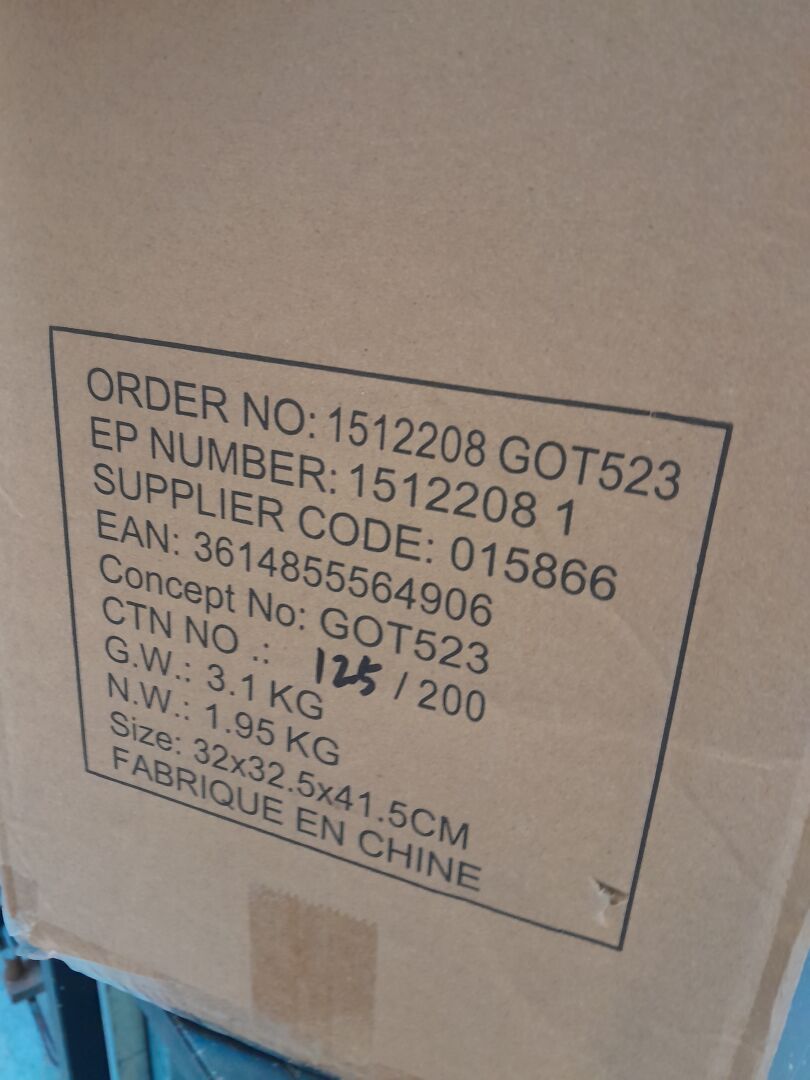 ORDER NO: 1512208 GOT523
EP NUMBER: 1512208 1
SUPPLIER CODE: 015866
EAN: 3614855564906
Concept No: GOT523
CTN NO .: 125 / 200
G.W.: 3.1 KG
N.W.: 1.95 KG
Size: 32x32.5x41.5CM
FABRIQUE EN CHINE